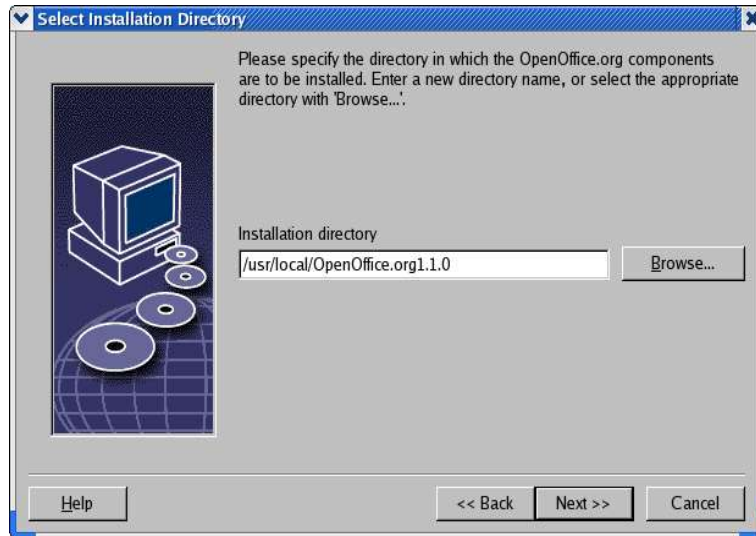 Select Installation Directory
Please specify the directory in which the OpenOffice.org components
are to be installed. Enter a new directory name, or select the appropriate
directory with 'Browse...'.
Installation directory
/usr/local/OpenOffice.org1.1.0
Browse...
Help
<< Back
Next >>
Cancel